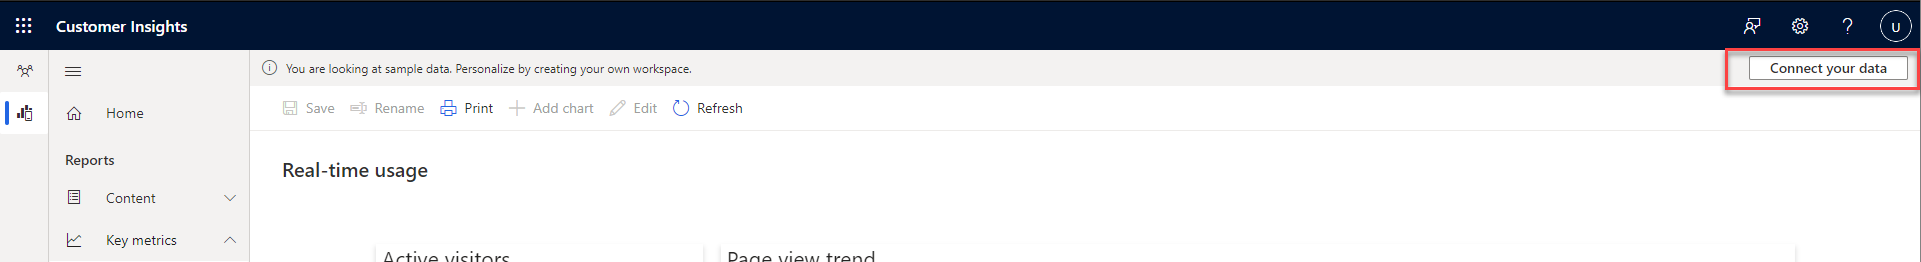 Customer Insights
U
You are looking at sample data. Personalize by creating your own workspace.
Connect your data
Save Rename Print Add chart Edit Refresh
Home
Reports
Content
Key metrics
Real-time usage
Active visitors
Page view trend